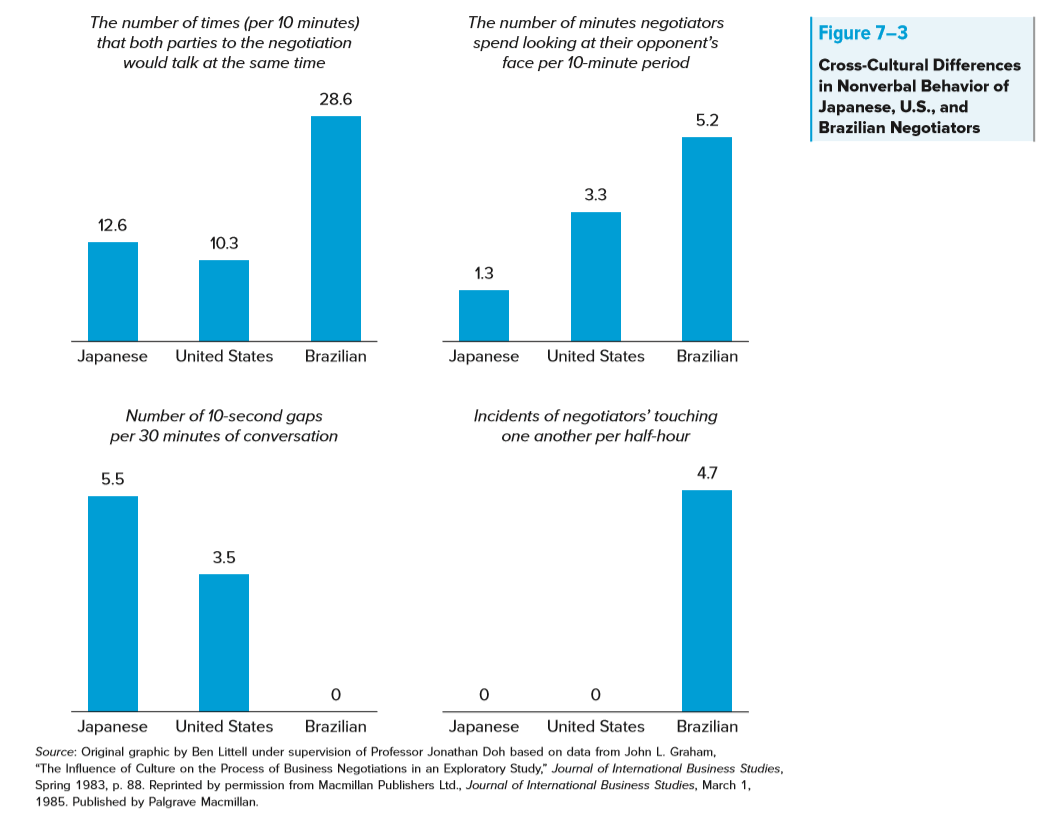 The number of times (per 10 minutes)
that both parties to the negotiation
would talk at the same time
28.6
12.6
10.3
Japanese United States Brazilian
The number of minutes negotiators
spend looking at their opponent’s
face per 10-minute period
5.2
3.3
1.3
Japanese United States Brazilian
Figure 7–3
Cross-Cultural Differences
in Nonverbal Behavior of
Japanese, U.S., and
Brazilian Negotiators
Number of 10-second gaps
per 30 minutes of conversation
5.5
3.5
0
Japanese United States Brazilian
Incidents of negotiators’ touching
one another per half-hour
4.7
0 0
Japanese United States Brazilian
Source: Original graphic by Ben Littell under supervision of Professor Jonathan Doh based on data from John L. Graham,
“The Influence of Culture on the Process of Business Negotiations in an Exploratory Study,” Journal of International Business Studies,
Spring 1983, p. 88. Reprinted by permission from Macmillan Publishers Ltd., Journal of International Business Studies, March 1,
1985. Published by Palgrave Macmillan.